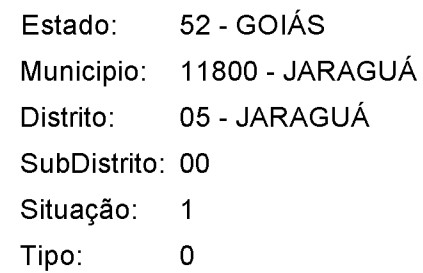 Estado: 52 - GOIÁS
Municipio: 11800 - JARAGUÁ
Distrito: 05 - JARAGUÁ
SubDistrito: 00
Situação: 1
Tipo: 0